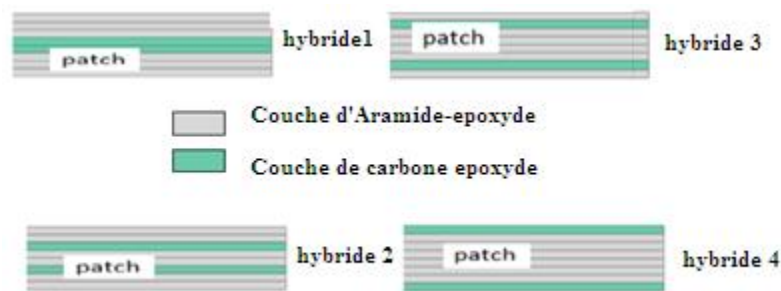 patch
hybride1
patch
hybride 3
Couche d'Aramide-epoxyde
Couche de carbone epoxyde
patch
hybride 2
patch
hybride 4